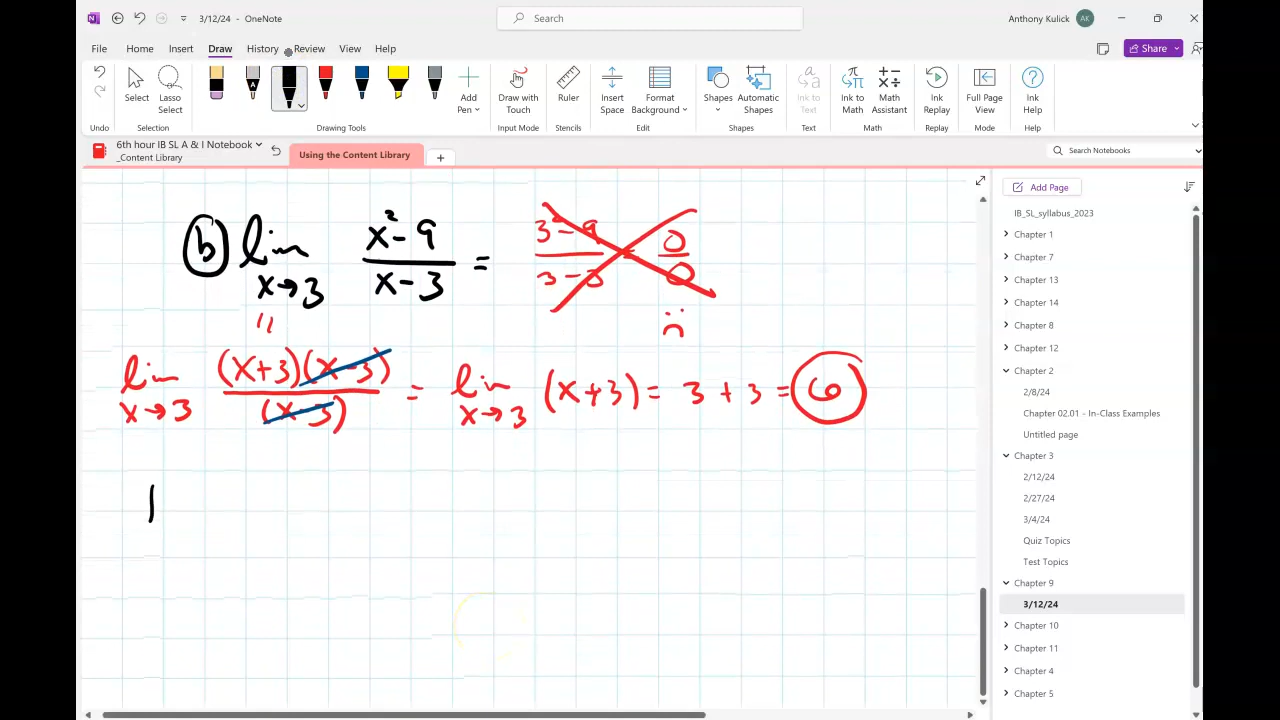 3/12/24 - OneNote
Search
Anthony Kulick
AK
File Home Insert Draw History Review View Help
Share
Undo
Select
Lasso Select
Add Pen
Draw with Touch
Ruler
Insert Space
Format Background
Shapes
Automatic Shapes
Ink to Text
Ink to Math
Math Assistant
Ink Replay
Full Page View
Ink Help
Selection
Drawing Tools
Input Mode
Stencils
Edit
Shapes
Text
Math
Replay
Mode
Help
6th hour IB SL A & I Notebook
_Content Library
Using the Content Library
Search Notebooks
Add Page
IB_SL_syllabus_2023
Chapter 1
Chapter 7
Chapter 13
Chapter 14
Chapter 8
Chapter 12
Chapter 2
2/8/24
Chapter 02.01 - In-Class Examples
Untitled page
Chapter 3
2/12/24
2/27/24
3/4/24
Quiz Topics
Test Topics
Chapter 9
3/12/24
Chapter 10
Chapter 11
Chapter 4
Chapter 5
b lim x→3 (x²-9)/(x-3) = (3²-9)/(3-3) = 0/0
=
lim x→3 (x+3)(x-3)/(x-3) = lim x→3 (x+3) = 3+3 = 6